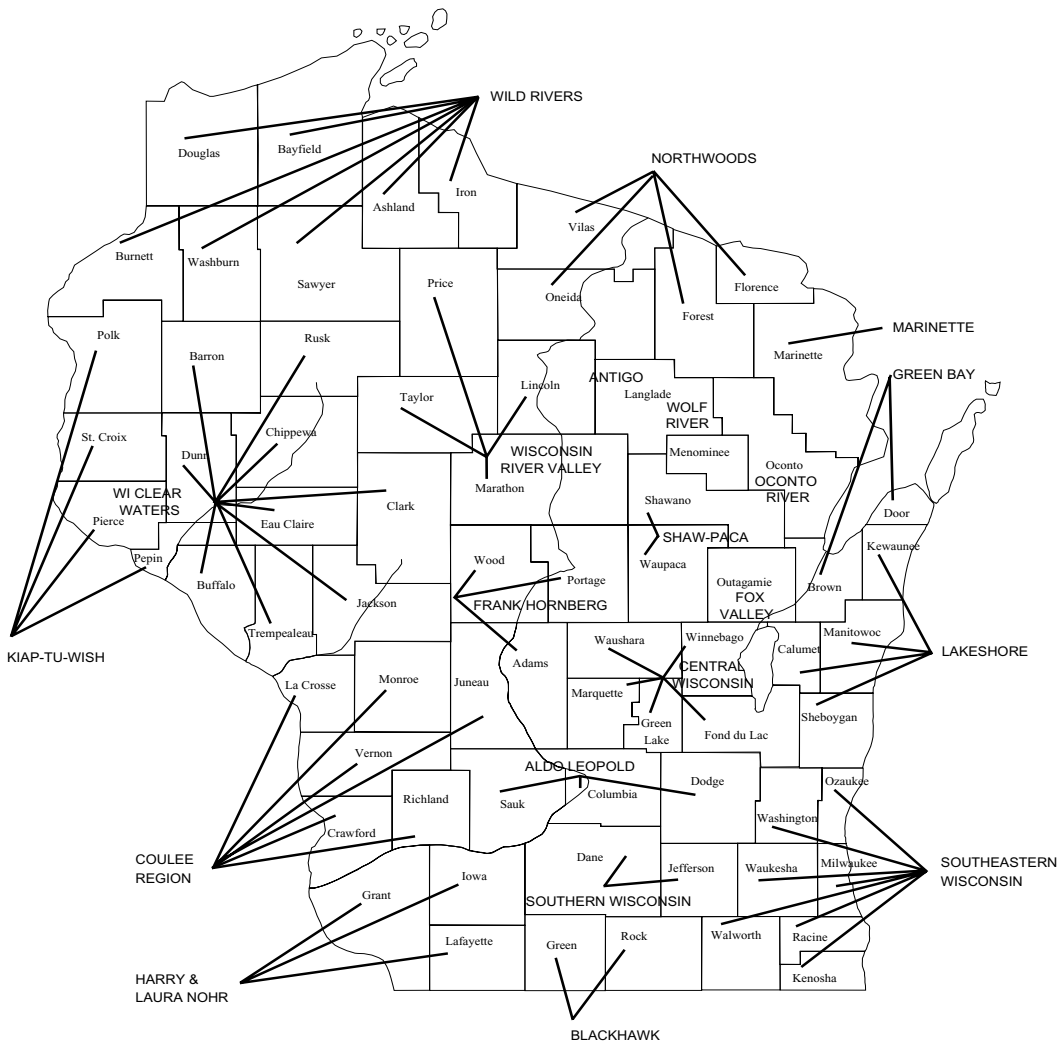 WILD RIVERS
Douglas
Bayfield
NORTHWOODS
Iron
Ashland
Vilas
Burnett
Washburn
Sawyer
Price
Oneida
Florence
Forest
Polk
Rusk
MARINETTE
Marinette
Barron
GREEN BAY
ANTIGO
Lincoln
Langlade
Taylor
WOLF
RIVER
St. Croix
Chippewa
WISCONSIN
RIVER VALLEY
Menominee
Dunn
Oconto
OCONTO
RIVER
Marathon
WI CLEAR
WATERS
Clark
Shawano
Door
Pierce
Eau Claire
SHAW-PACA
Kewaunee
Pepin
Wood
Waupaca
Buffalo
Portage
Outagamie
FOX
VALLEY
Brown
Jackson
FRANK HORNBERG
Trempealeau
KIAP-TU-WISH
Waushara
Winnebago
Manitowoc
Calumet
LAKESHORE
Adams
CENTRAL
WISCONSIN
La Crosse
Monroe
Juneau
Marquette
Sheboygan
Green
Lake
Fond du Lac
Vernon
ALDO LEOPOLD
Dodge
Ozaukee
Richland
Sauk
Columbia
Washington
Crawford
COULEE
REGION
Dane
Jefferson
Waukesha
Milwaukee
SOUTHEASTERN
WISCONSIN
Iowa
Grant
SOUTHERN WISCONSIN
Lafayette
Green
Rock
Walworth
Racine
Kenosha
HARRY &
LAURA NOHR
BLACKHAWK